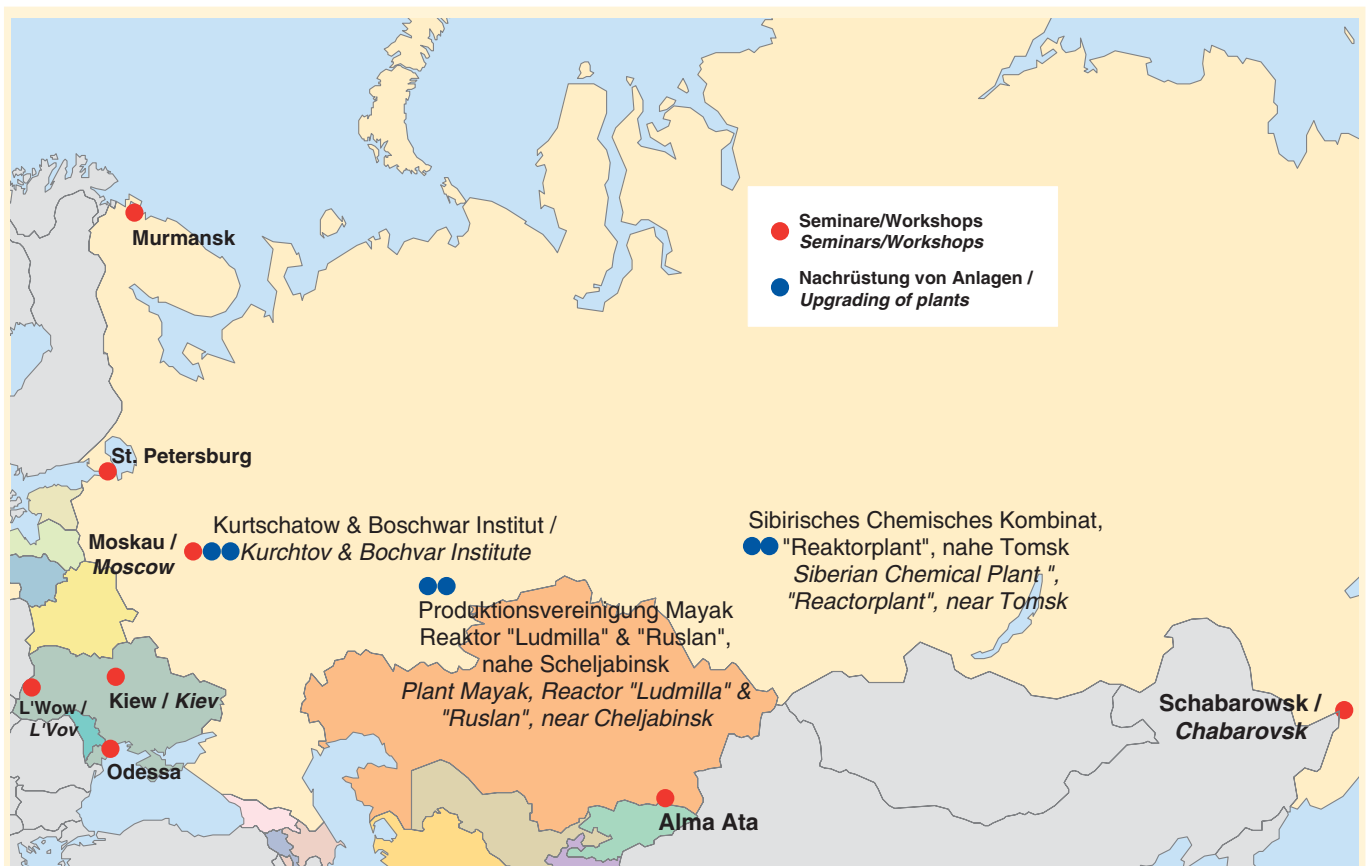 Murmansk
Seminare/Workshops
Seminars/Workshops
Nachrüstung von Anlagen /
Upgrading of plants
St. Petersburg
Moskau /
Moscow
Kurtschatow & Boschwar Institut /
Kurchtov & Bochvar Institute
Sibirisches Chemisches Kombinat,
"Reaktorplant", nahe Tomsk
Siberian Chemical Plant ",
"Reactorplant", near Tomsk
Produktionsvereinigung Mayak
Reaktor "Ludmilla" & "Ruslan",
nahe Scheljabinsk
Plant Mayak, Reactor "Ludmilla" &
"Ruslan", near Cheljabinsk
L'Wow /
L'Vov
Kiew / Kiev
Odessa
Schabarowsk /
Chabarovsk
Alma Ata